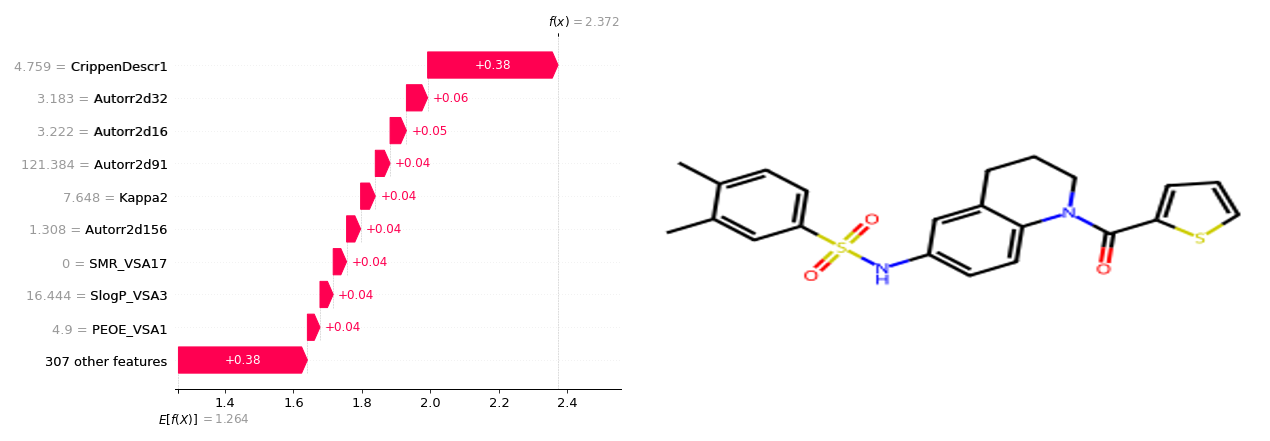 f(x) = 2.372
4.759 = CrippenDescr1 +0.38
3.183 = Autorr2d32 +0.06
3.222 = Autorr2d16 +0.05
121.384 = Autorr2d91 +0.04
7.648 = Kappa2 +0.04
1.308 = Autorr2d156 +0.04
0 = SMR_VSA17 +0.04
16.444 = SlogP_VSA3 +0.04
4.9 = PEOE_VSA1 +0.04
307 other features +0.38
1.4 1.6 1.8 2.0 2.2 2.4
E[f(X)] = 1.264
O
S
O
N
H
N
O
S